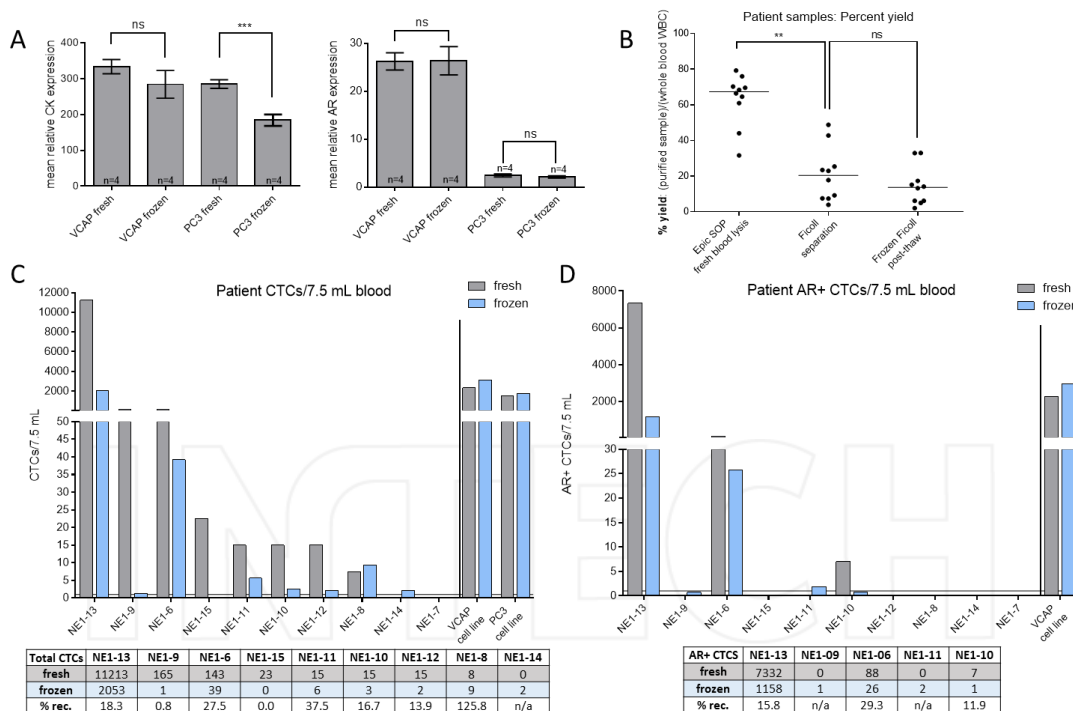 A
mean relative CK expression
400
300
200
100
0
ns
***
n=4
n=4
n=4
n=4
VCAP fresh
VCAP frozen
PC3 fresh
PC3 frozen
mean relative AR expression
30
20
10
0
ns
ns
n=4
n=4
n=4
n=4
VCAP fresh
VCAP frozen
PC3 fresh
PC3 frozen
B
Patient samples: Percent yield
% yield: (purified sample)/(whole blood WBC)
100
80
60
40
20
0
**
ns
Epic SOP
fresh blood lysis
Ficoll
separation
Frozen Ficoll
post-thaw
C
Patient CTCs/7.5 mL blood
fresh
frozen
CTCs/7.5 mL
12000
10000
8000
6000
4000
2000
50
45
40
35
30
25
20
15
10
5
NE1-13
NE1-9
NE1-6
NE1-15
NE1-11
NE1-10
NE1-12
NE1-8
NE1-14
NE1-7
VCAP
cell line
PC3
cell line
Total CTCs NE1-13 NE1-9 NE1-6 NE1-15 NE1-11 NE1-10 NE1-12 NE1-8 NE1-14
fresh 11213 165 143 23 15 15 15 8 0
frozen 2053 1 39 0 6 3 2 9 2
% rec. 18.3 0.8 27.5 0.0 37.5 16.7 13.9 125.8 n/a
D
Patient AR+ CTCs/7.5 mL blood
fresh
frozen
AR+ CTCs/7.5 mL
8000
6000
4000
2000
30
25
20
15
10
5
0
NE1-13
NE1-9
NE1-6
NE1-15
NE1-11
NE1-10
NE1-12
NE1-8
NE1-14
NE1-7
VCAP
cell line
AR+ CTCS NE1-13 NE1-09 NE1-06 NE1-11 NE1-10
fresh 7332 0 88 0 7
frozen 1158 1 26 2 1
% rec. 15.8 n/a 29.3 n/a 11.9
INTECH